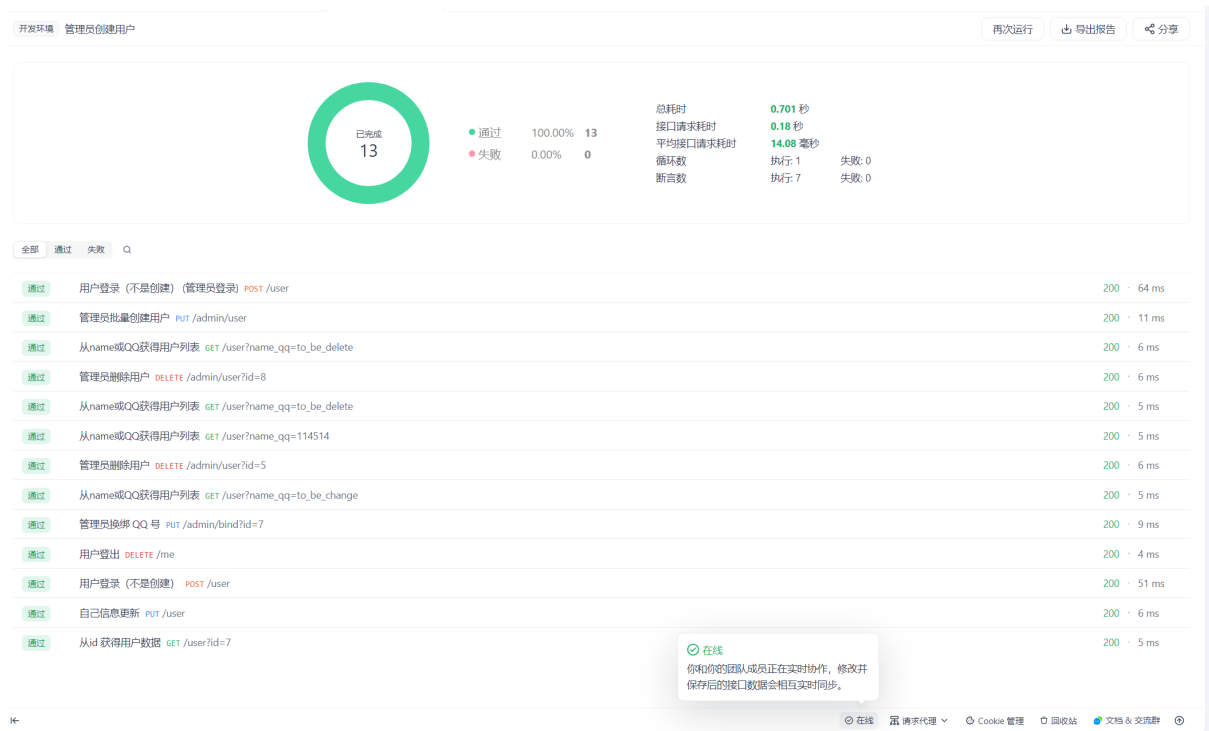 开发环境 管理员创建用户 再次运行 导出报告 分享
已完成
13
通过 100.00% 13
失败 0.00% 0
总耗时 0.701 秒
接口请求耗时 0.18 秒
平均接口请求耗时 14.08 毫秒
循环数 执行: 1 失败: 0
断言数 执行: 7 失败: 0
全部 通过 失败
通过 用户登录（不是创建）(管理员登录) POST /user 200 · 64 ms
通过 管理员批量创建用户 PUT /admin/user 200 · 11 ms
通过 从name或QQ获得用户列表 GET /user?name_qq=to_be_delete 200 · 6 ms
通过 管理员删除用户 DELETE /admin/user?id=8 200 · 6 ms
通过 从name或QQ获得用户列表 GET /user?name_qq=to_be_delete 200 · 5 ms
通过 从name或QQ获得用户列表 GET /user?name_qq=114514 200 · 5 ms
通过 管理员删除用户 DELETE /admin/user?id=5 200 · 6 ms
通过 从name或QQ获得用户列表 GET /user?name_qq=to_be_change 200 · 5 ms
通过 管理员换绑 QQ 号 PUT /admin/bind?id=7 200 · 9 ms
通过 用户登出 DELETE /me 200 · 4 ms
通过 用户登录（不是创建） POST /user 200 · 51 ms
通过 自己信息更新 PUT /user 200 · 6 ms
通过 从id 获得用户数据 GET /user?id=7 200 · 5 ms
在线
你和你的团队成员正在实时协作，修改并
保存后的接口数据会相互实时同步。
在线 请求代理 Cookie 管理 回收站 文档 & 交流群